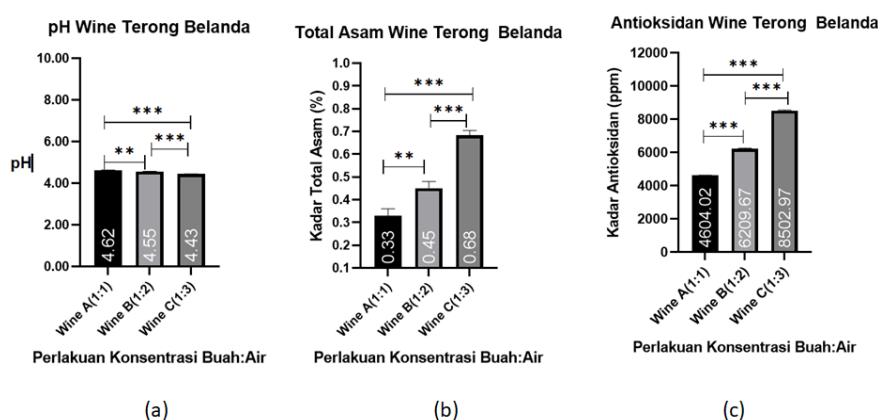 pH Wine Terong Belanda
10.00
8.00
6.00
4.00
2.00
0.00
pH
***
**
***
4.62
4.55
4.43
Wine A(1:1)
Wine B(1:2)
Wine C(1:3)
Perlakuan Konsentrasi Buah:Air
(a)
Total Asam Wine Terong Belanda
1.0
0.9
0.8
0.7
0.6
0.5
0.4
0.3
0.2
0.1
Kadar Total Asam (%)
***
***
**
0.33
0.45
0.68
Wine A(1:1)
Wine B(1:2)
Wine C(1:3)
Perlakuan Konsentrasi Buah:Air
(b)
Antioksidan Wine Terong Belanda
12000
10000
8000
6000
4000
2000
0
Kadar Antioksidan (ppm)
***
***
***
4604.02
6209.67
8502.97
Wine A(1:1)
Wine B(1:2)
Wine C(1:3)
Perlakuan Konsentrasi Buah:Air
(c)